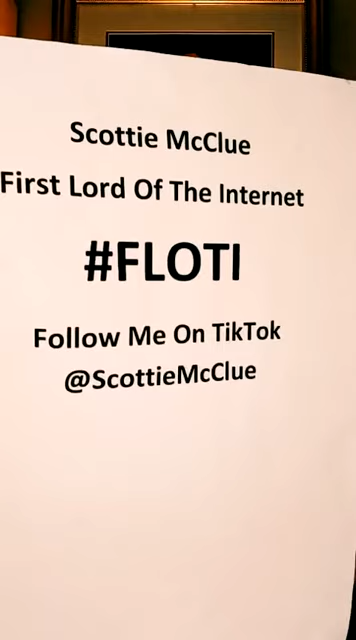 Scottie McClue
First Lord Of The Internet
#FLOTI
Follow Me On TikTok
@ScottieMcClue